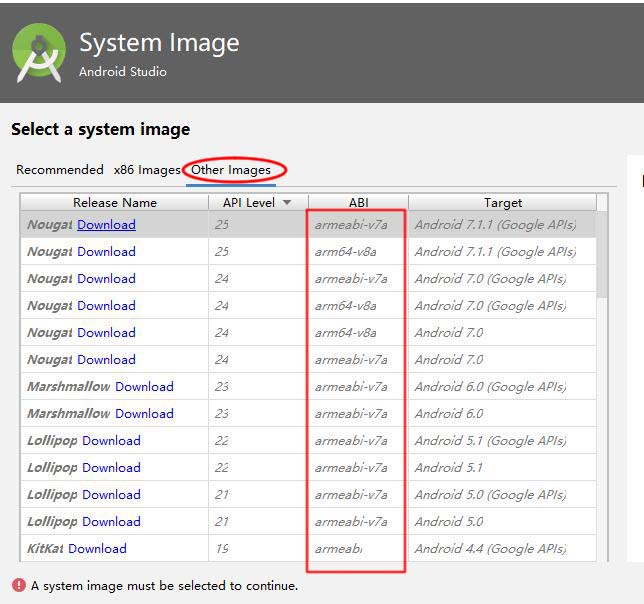 System Image
Android Studio
Select a system image
Recommended x86 Images Other Images
Release Name API Level ABI Target
Nougat Download 25 armeabi-v7a Android 7.1.1 (Google APIs)
Nougat Download 25 arm64-v8a Android 7.1.1 (Google APIs)
Nougat Download 24 armeabi-v7a Android 7.0 (Google APIs)
Nougat Download 24 arm64-v8a Android 7.0 (Google APIs)
Nougat Download 24 arm64-v8a Android 7.0
Nougat Download 24 armeabi-v7a Android 7.0
Marshmallow Download 23 armeabi-v7a Android 6.0 (Google APIs)
Marshmallow Download 23 armeabi-v7a Android 6.0
Lollipop Download 22 armeabi-v7a Android 5.1 (Google APIs)
Lollipop Download 22 armeabi-v7a Android 5.1
Lollipop Download 21 armeabi-v7a Android 5.0 (Google APIs)
Lollipop Download 21 armeabi-v7a Android 5.0
KitKat Download 19 armeabi Android 4.4 (Google APIs)
A system image must be selected to continue.